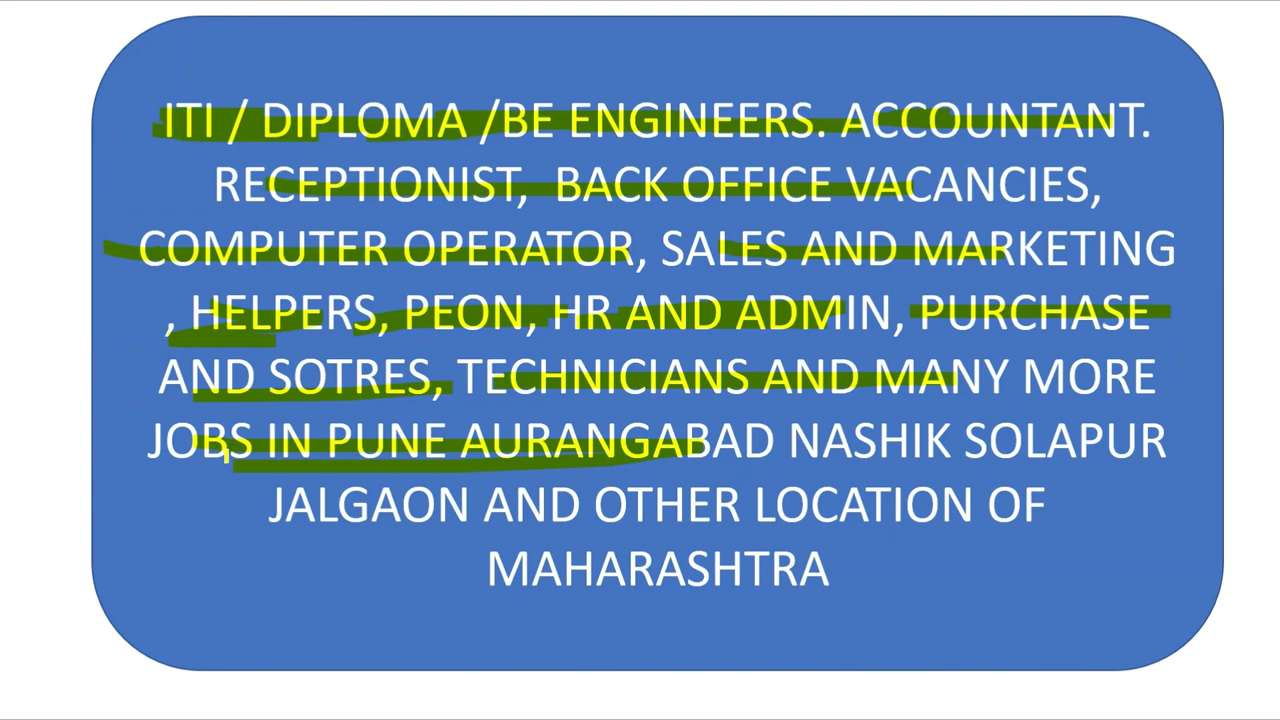 ITI / DIPLOMA /BE ENGINEERS. ACCOUNTANT.
RECEPTIONIST, BACK OFFICE VACANCIES,
COMPUTER OPERATOR, SALES AND MARKETING
, HELPERS, PEON, HR AND ADMIN, PURCHASE
AND SOTRES, TECHNICIANS AND MANY MORE
JOBS IN PUNE AURANGABAD NASHIK SOLAPUR
JALGAON AND OTHER LOCATION OF
MAHARASHTRA